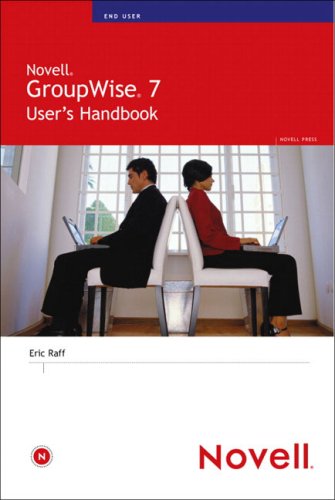 END USER
Novell®
GroupWise® 7
User's Handbook
NOVELL PRESS
Eric Raff
N
Novell®